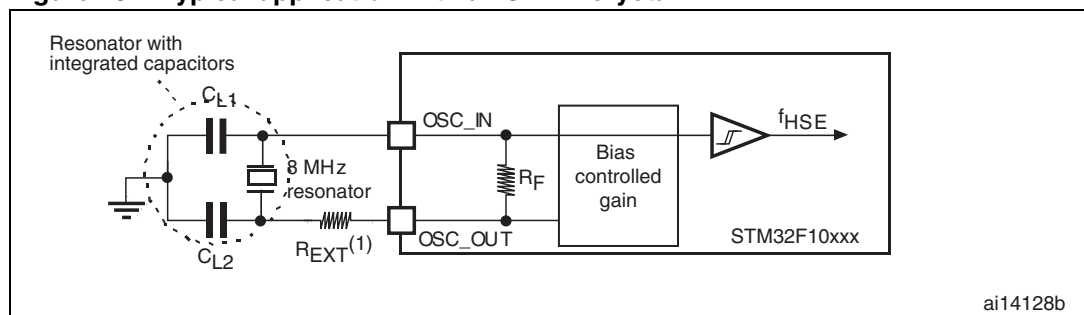 Resonator with
integrated capacitors
CL1
OSC_IN
fHSE
8 MHz
resonator
RF
Bias
controlled
gain
REXT(1)
OSC_OUT
STM32F10xxx
CL2
ai14128b